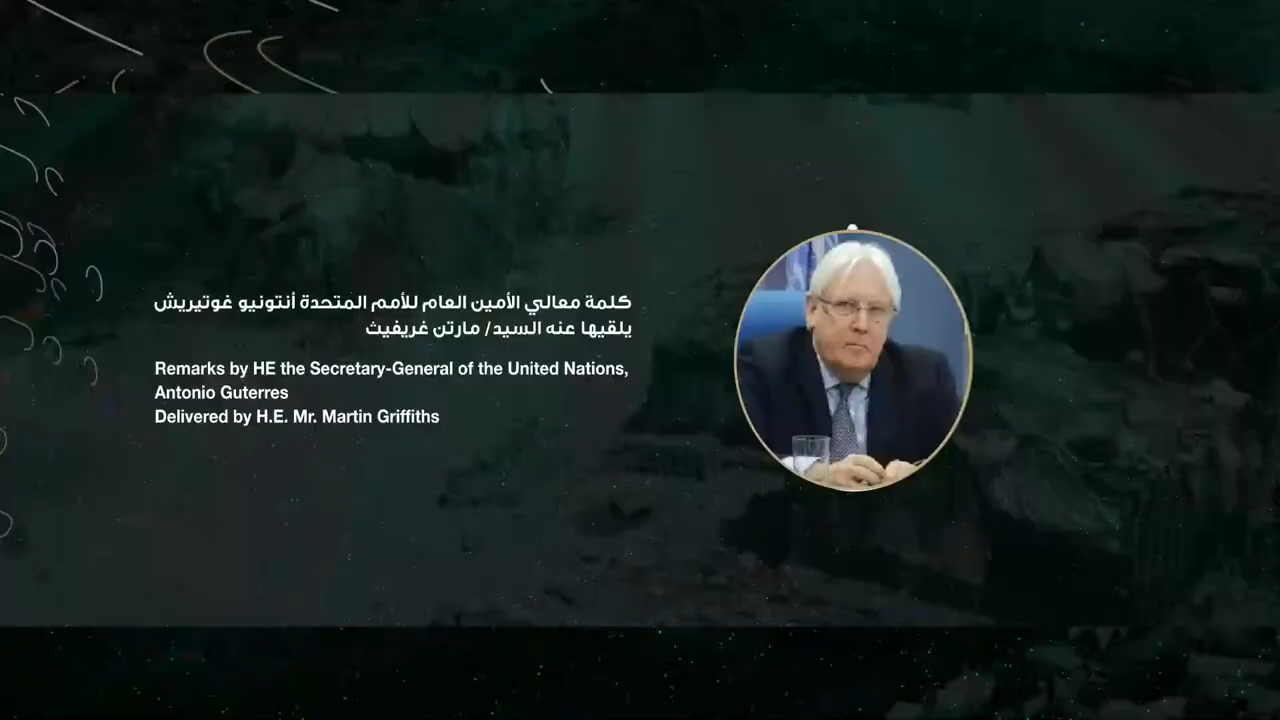 كلمة معالي الأمين العام للأمم المتحدة أنتونيو غوتيريش
يلقيها عنه السيد/ مارتن غريفيث
Remarks by HE the Secretary-General of the United Nations,
Antonio Guterres
Delivered by H.E. Mr. Martin Griffiths